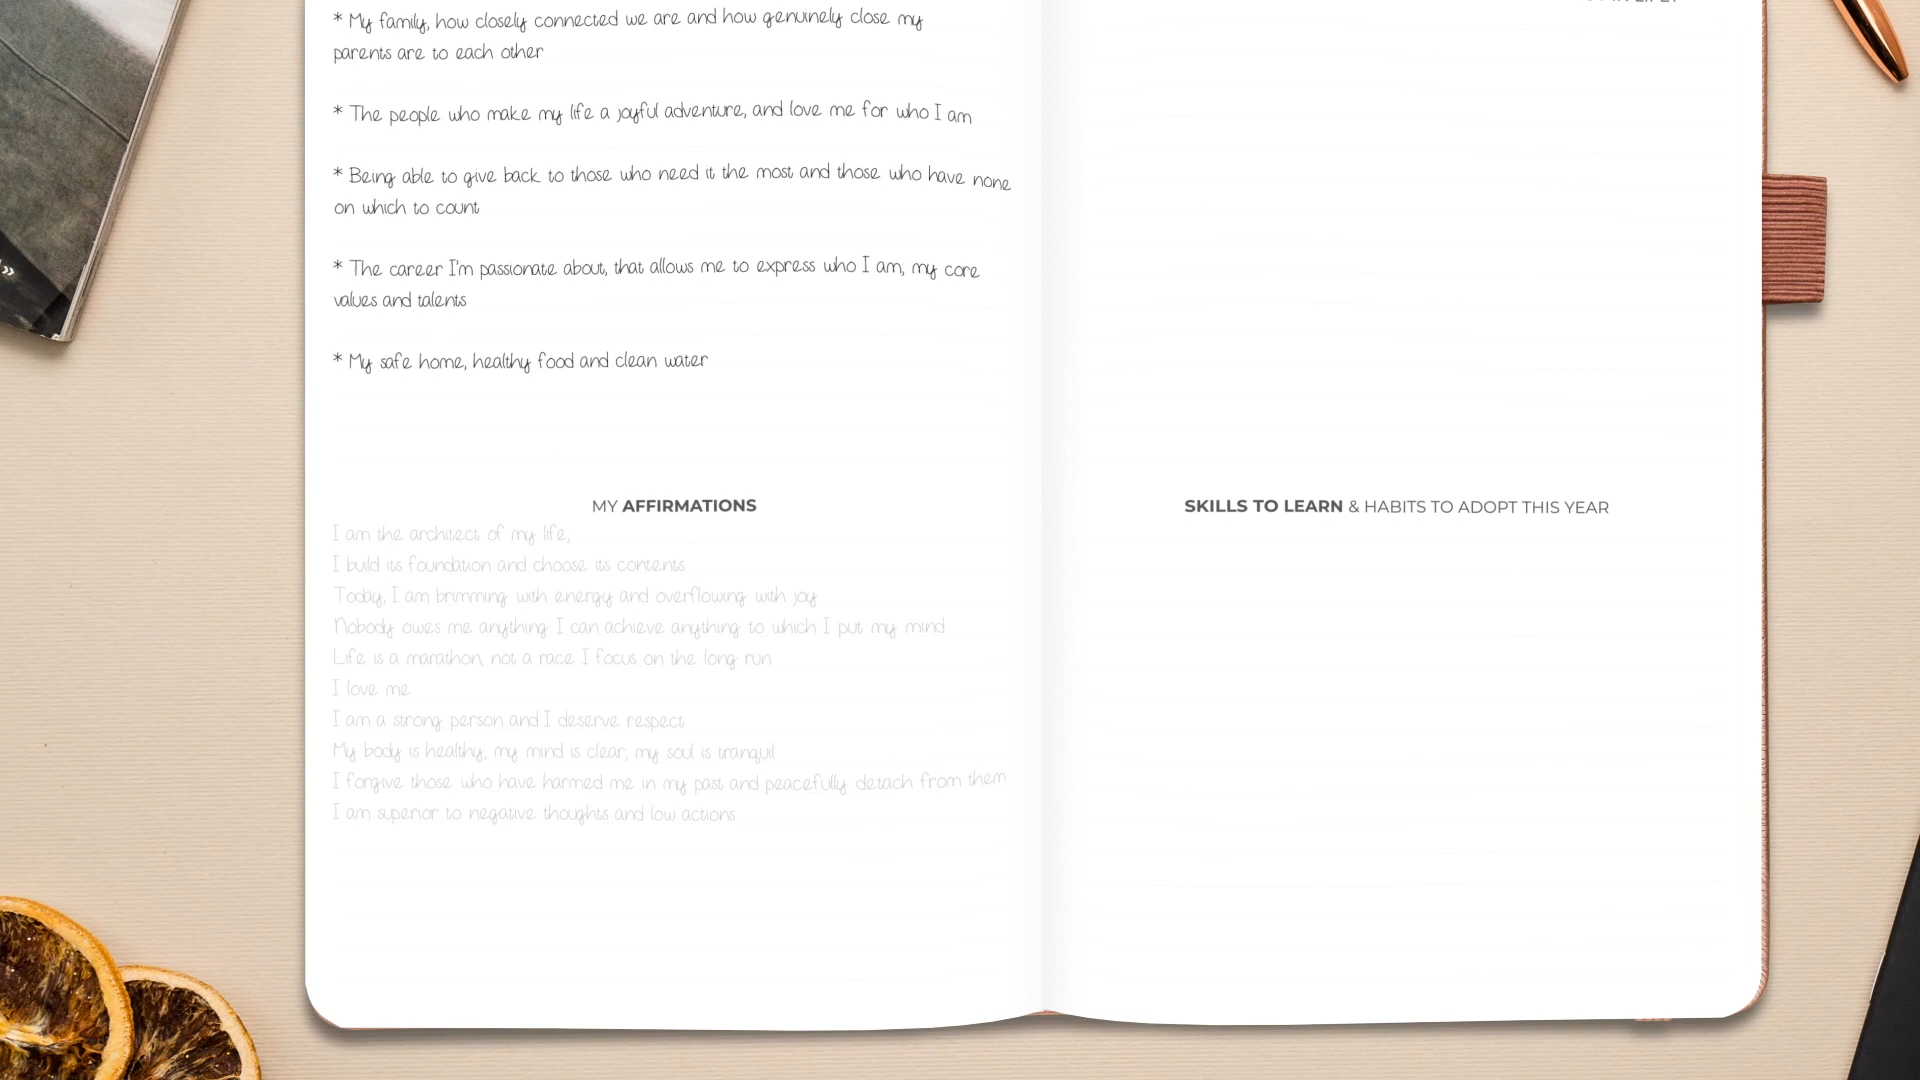 * My family, how closely connected we are and how genuinely close my
parents are to each other
* The people who make my life a joyful adventure, and love me for who I am
* Being able to give back to those who need it the most and those who have none
on which to count
* The career I'm passionate about, that allows me to express who I am, my core
values and talents
* My safe home, healthy food and clean water
MY AFFIRMATIONS
I am the architect of my life,
I build its foundation and choose its contents
Today, I am brimming with energy and overflowing with joy
Nobody owes me anything I can achieve anything to which I put my mind
Life is a marathon, not a race I focus on the long run
I love me
I am a strong person and I deserve respect
My body is healthy, my mind is clear, my soul is tranquil
I forgive those who have harmed me in my past and peacefully detach from them
I am superior to negative thoughts and low actions
SKILLS TO LEARN & HABITS TO ADOPT THIS YEAR